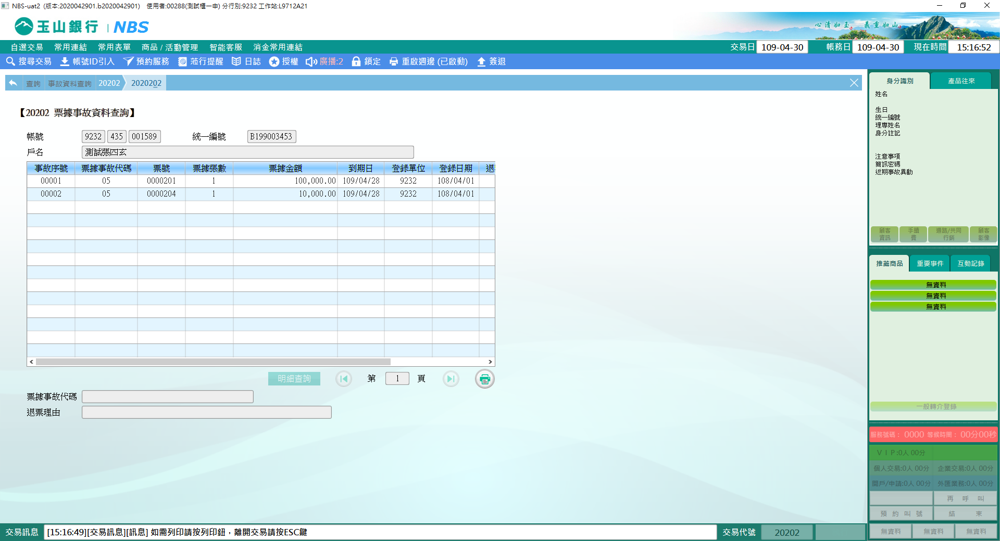 NBS-uat2 (版本:2020042901.b2020042901) 使用者:00288(測試櫃一申) 分行別:9232 工作站:L9712A21
玉山銀行 | NBS
心清如玉。義重如山。
自選交易 常用連結 常用表單 商品 / 活動管理 智能客服 消金常用連結 交易日 109-04-30 帳務日 109-04-30 現在時間 15:16:52
搜尋交易 帳號ID引入 預約服務 蒞行提醒 日誌 授權 廣播:2 鎖定 重啟週邊 (已啟動) 簽退
查詢 事故資料查詢 20202 2020202
【20202 票據事故資料查詢】
帳號 9232 435 001589 統一編號 B199003453
戶名 測試張四玄
事故序號 票據事故代碼 票號 票據張數 票據金額 到期日 登錄單位 登錄日期
00001 05 0000201 1 100,000.00 109/04/28 9232 108/04/01
00002 05 0000204 1 10,000.00 109/04/28 9232 108/04/01
明細查詢 第 1 頁
票據事故代碼
退票理由
身分識別 產品往來
姓名
生日
統一編號
理專姓名
身分註記
注意事項
簡訊密碼
近期事故異動
顧客資訊 手續費 通路/共同行銷 顧客影像
推薦商品 重要事件 互動記錄
無資料
無資料
無資料
一般轉介登錄
服務號碼： 0000 等候時間： 00分00秒
ＶＩＰ:0人 00分
個人交易:0人 00分 企業交易:0人 00分
開戶/申請:0人 00分 外匯業務:0人 00分
再 呼 叫
預 約 叫 號 結 束
無資料 無資料 無資料
交易訊息 [15:16:49][交易訊息][訊息] 如需列印請按列印鈕，離開交易請按ESC鍵 交易代號 20202